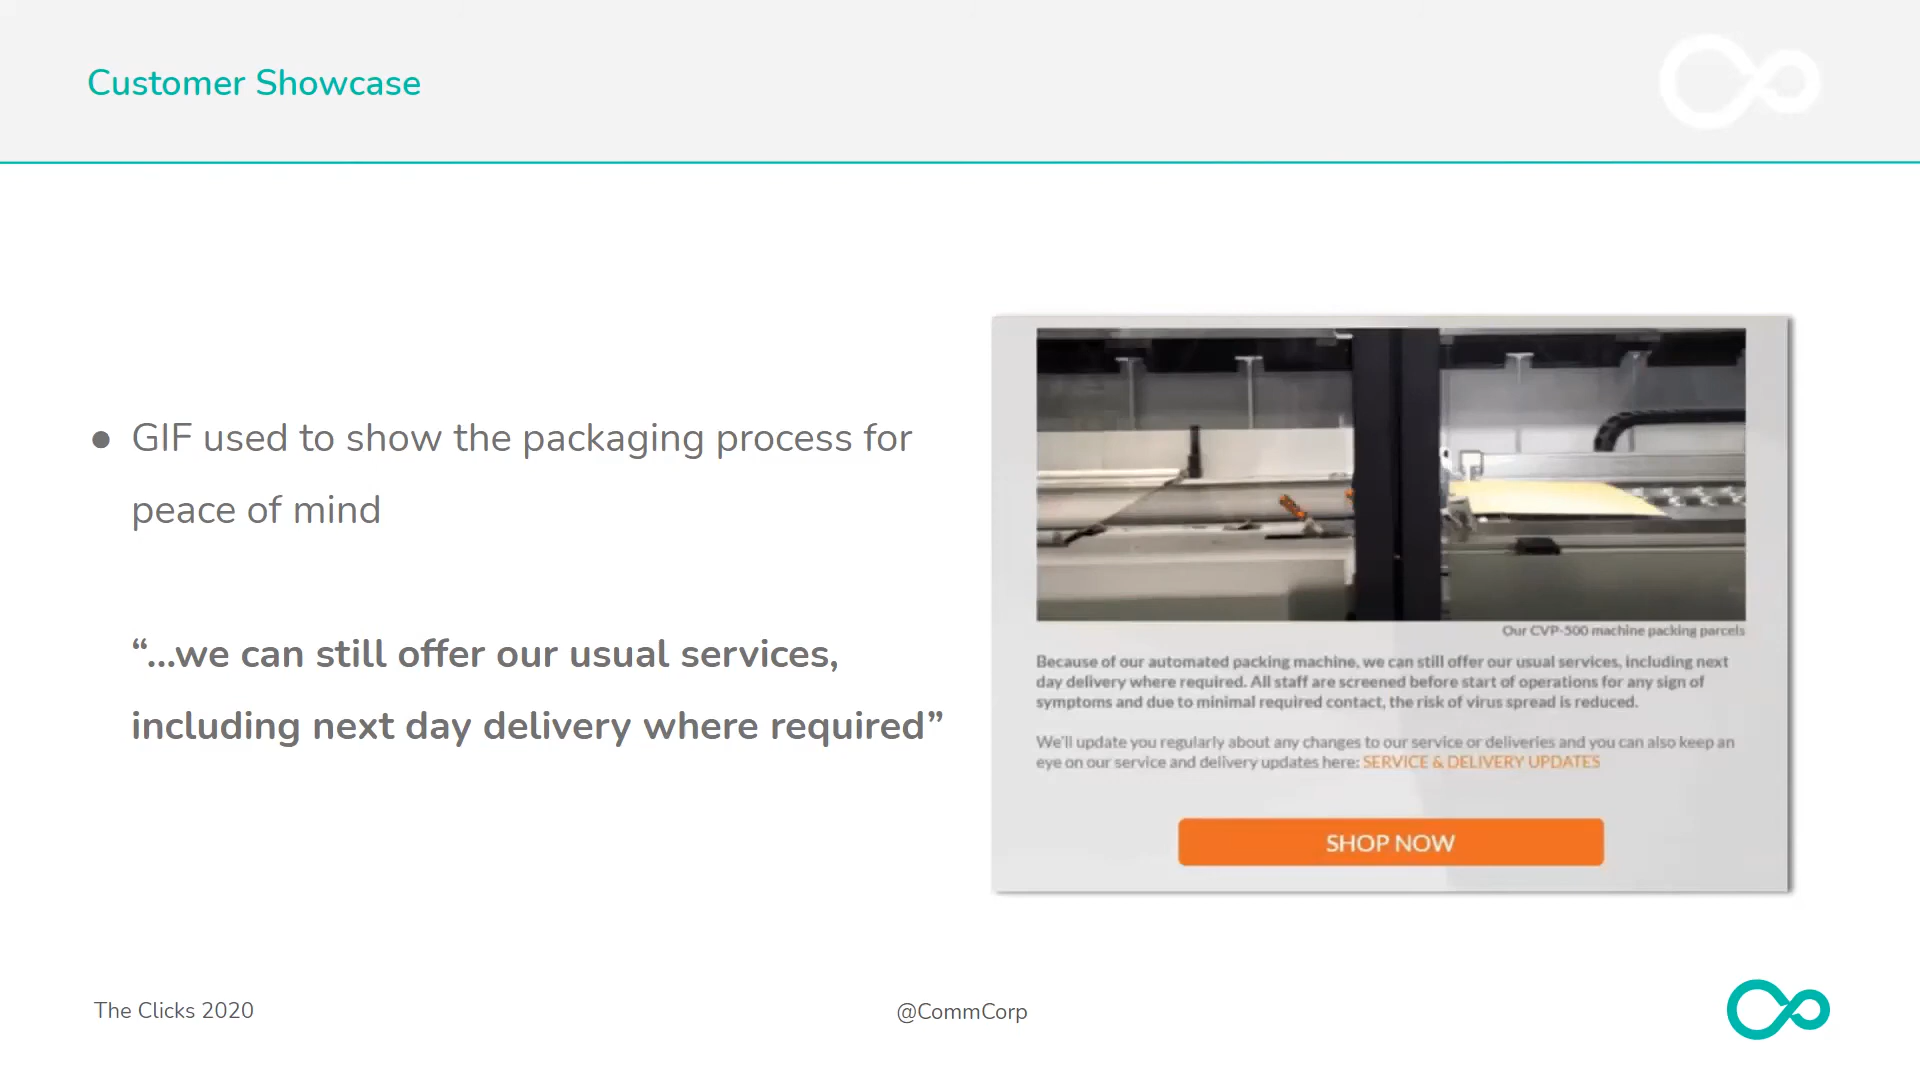 Customer Showcase
● GIF used to show the packaging process for
peace of mind
“...we can still offer our usual services,
including next day delivery where required”
Our CVP-500 machine packing parcels
Because of our automated packing machine, we can still offer our usual services, including next
day delivery where required. All staff are screened before start of operations for any sign of
symptoms and due to minimal required contact, the risk of virus spread is reduced.
We'll update you regularly about any changes to our service or deliveries and you can also keep an
eye on our service and delivery updates here: SERVICE & DELIVERY UPDATES
SHOP NOW
The Clicks 2020
@CommCorp